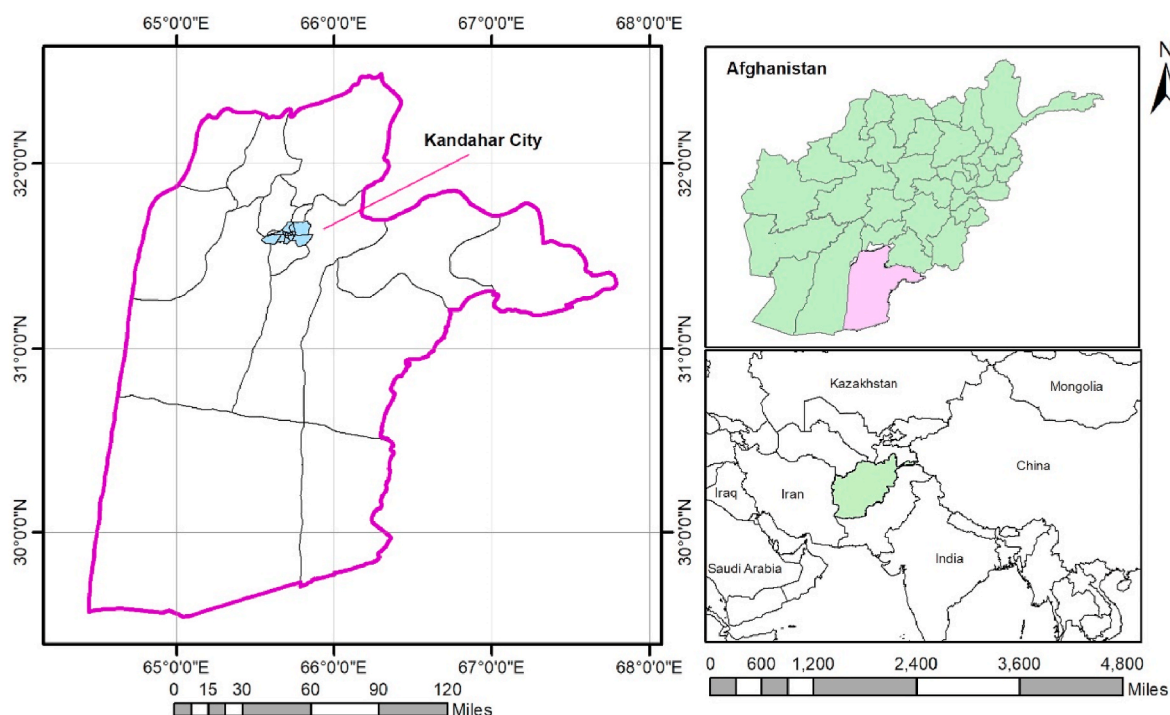 65°0'0"E 66°0'0"E 67°0'0"E 68°0'0"E
Kandahar City
32°0'0"N
31°0'0"N
30°0'0"N
32°0'0"N
31°0'0"N
30°0'0"N
65°0'0"E 66°0'0"E 67°0'0"E 68°0'0"E
0 15 30 60 90 120
Miles
Afghanistan
N
Kazakhstan
Mongolia
China
Iraq
Iran
India
Saudi Arabia
0 600 1,200 2,400 3,600 4,800
Miles